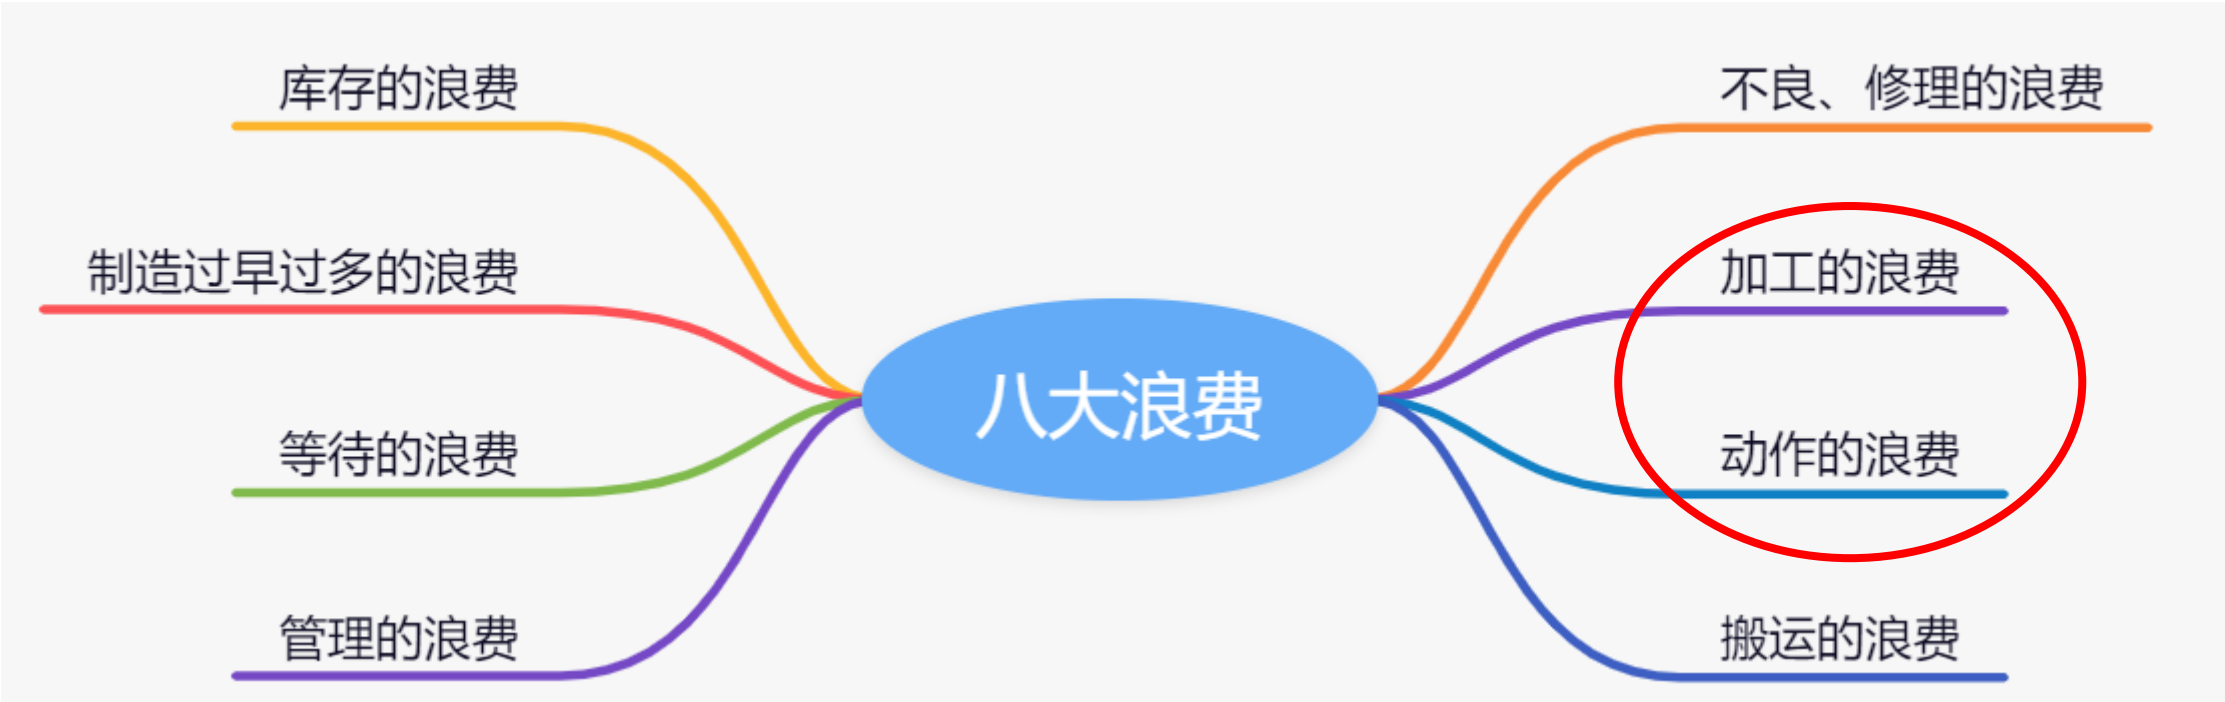 库存的浪费
制造过早过多的浪费
等待的浪费
管理的浪费
八大浪费
不良、修理的浪费
加工的浪费
动作的浪费
搬运的浪费